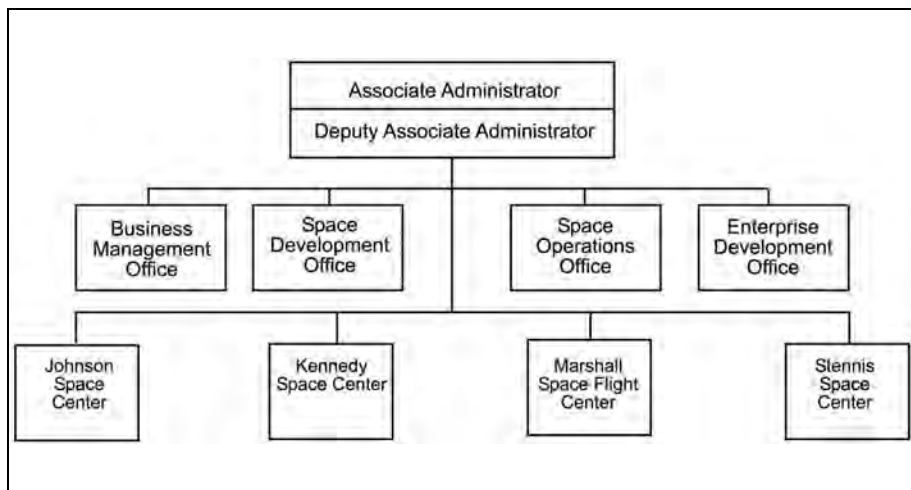 Associate Administrator
Deputy Associate Administrator
Business
Management
Office
Space
Development
Office
Space
Operations
Office
Enterprise
Development
Office
Johnson
Space
Center
Kennedy
Space Center
Marshall
Space Flight
Center
Stennis
Space
Center